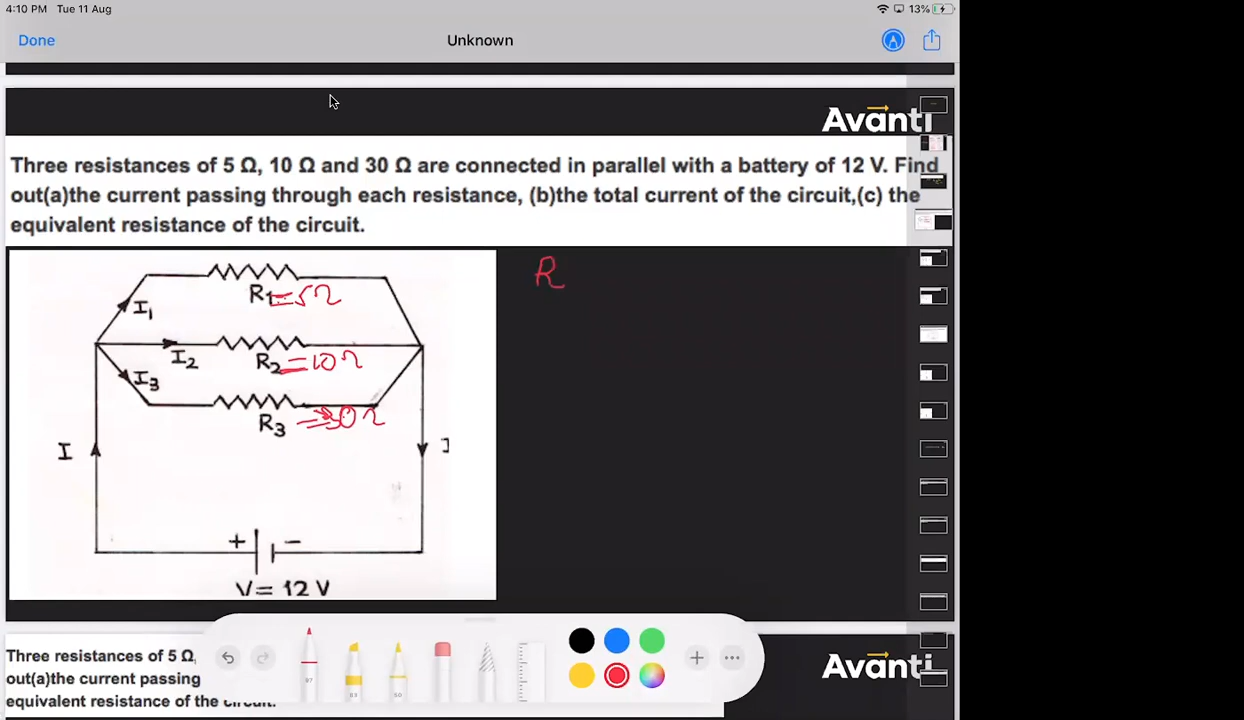 4:10 PM Tue 11 Aug
13%
Done
Unknown
Avanti
Three resistances of 5 Ω, 10 Ω and 30 Ω are connected in parallel with a battery of 12 V. Find
out(a)the current passing through each resistance, (b)the total current of the circuit,(c) the
equivalent resistance of the circuit.
R
R1 = 5Ω
I1
I2
R2 = 10Ω
I3
R3 = 30Ω
I
+ −
V = 12 V
Three resistances of 5 Ω,
out(a)the current passing
equivalent resistance of the circuit.
Avanti
97